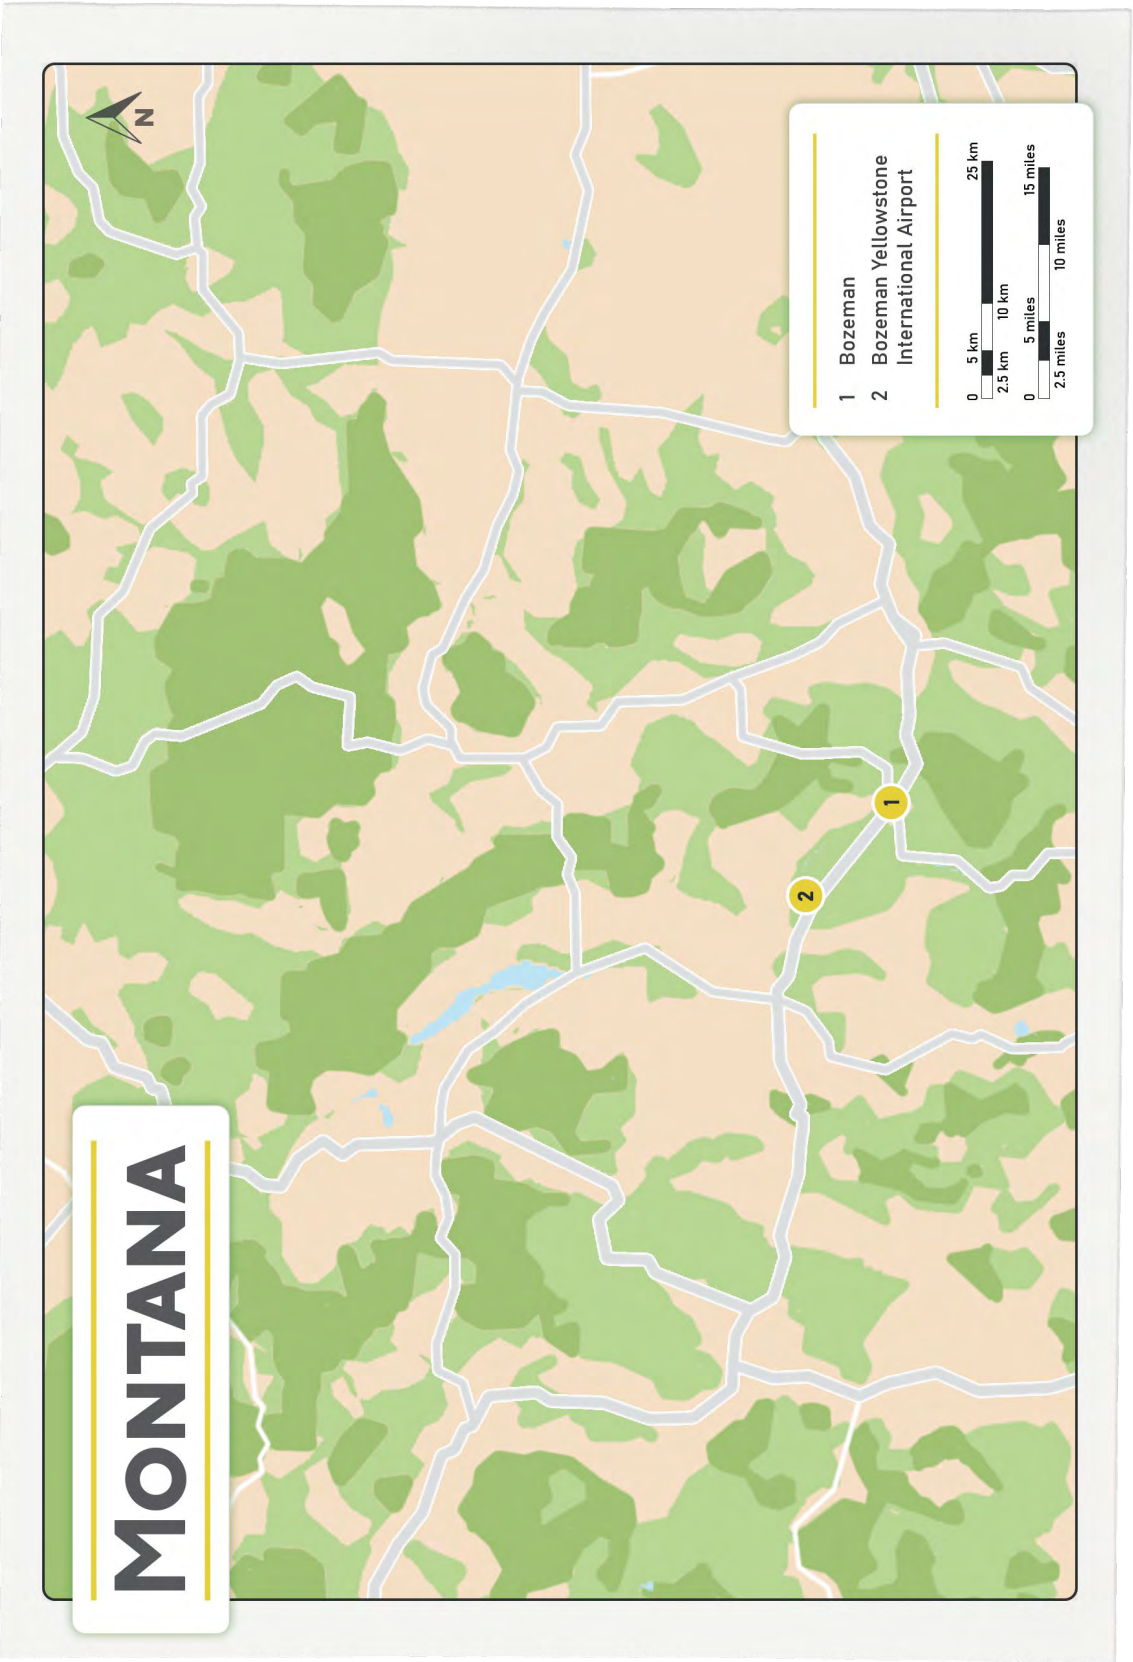 MONTANA
N
1 Bozeman
2 Bozeman Yellowstone
International Airport
0 5 km 25 km
2.5 km 10 km
0 5 miles 15 miles
2.5 miles 10 miles
2
1